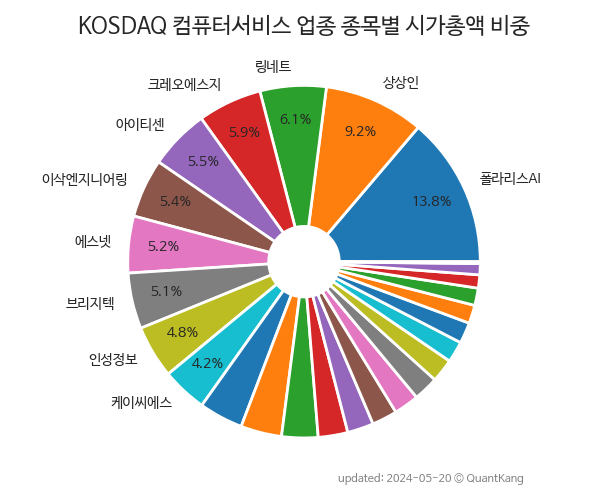 KOSDAQ 컴퓨터서비스 업종 종목별 시가총액 비중
링네트
상상인
크레오에스지
6.1%
9.2%
5.9%
아이티센
5.5%
폴라리스AI
이삭엔지니어링
13.8%
5.4%
에스넷
5.2%
5.1%
브리지텍
4.8%
인성정보
4.2%
케이씨에스
updated: 2024-05-20 © QuantKang